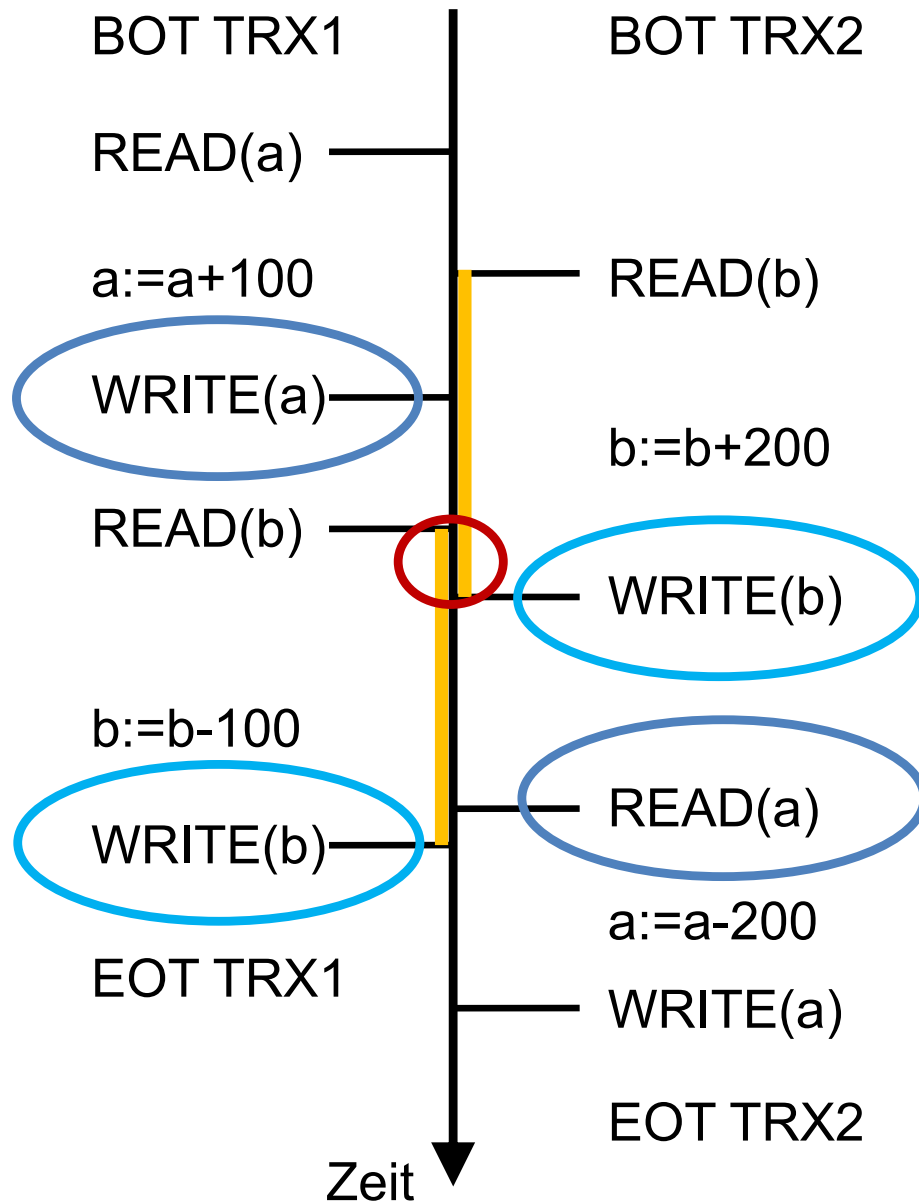 BOT TRX1
BOT TRX2
READ(a)
a:=a+100
READ(b)
WRITE(a)
b:=b+200
READ(b)
WRITE(b)
b:=b-100
READ(a)
WRITE(b)
a:=a-200
EOT TRX1
WRITE(a)
EOT TRX2
Zeit